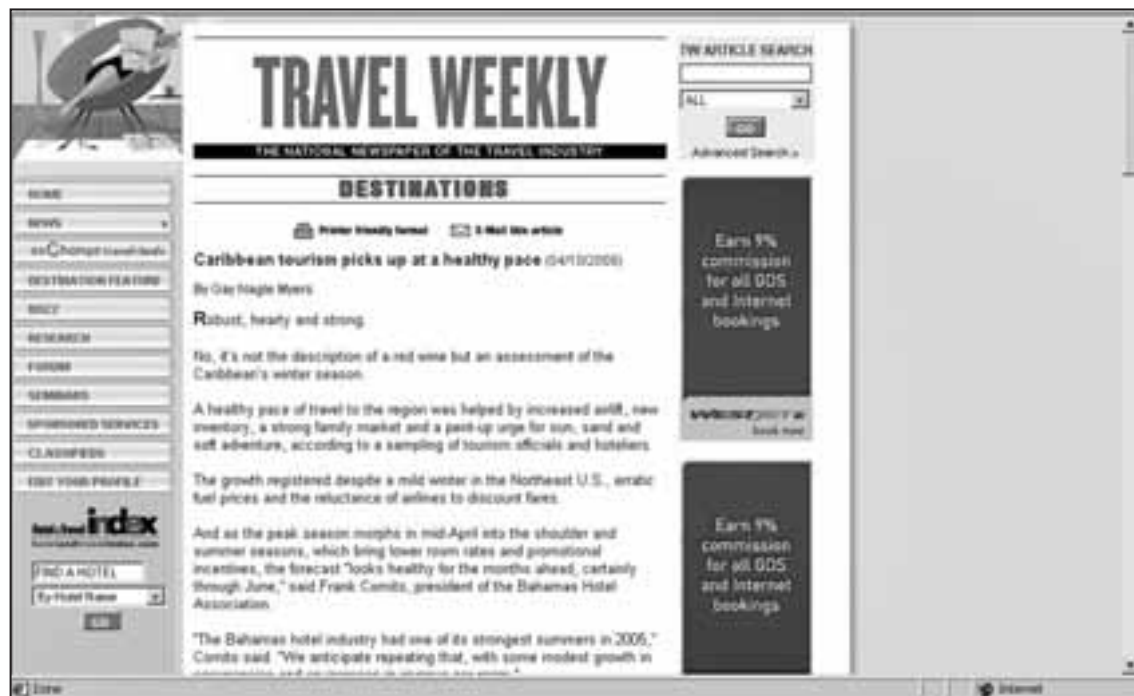 TRAVEL WEEKLY
THE NATIONAL NEWSPAPER OF THE TRAVEL INDUSTRY
TW ARTICLE SEARCH
ALL
GO
Advanced Search »
HOME
NEWS
travel deals
DESTINATION FEATURE
RESEARCH
FORUM
SEMINARS
SPONSORED SERVICES
CLASSIFIEDS
EDIT YOUR PROFILE
index
FIND A HOTEL
By Hotel Name
GO
DESTINATIONS
Printer friendly format E-Mail this article
Caribbean tourism picks up at a healthy pace
By Gay Nagle Myers
Robust, hearty and strong.
No, it's not the description of a red wine but an assessment of the
Caribbean's winter season.
A healthy pace of travel to the region was helped by increased airlift, new
inventory, a strong family market and a pent-up urge for sun, sand and
soft adventure, according to a sampling of tourism officials and hoteliers.
The growth registered despite a mild winter in the Northeast U.S., erratic
fuel prices and the reluctance of airlines to discount fares.
And as the peak season morphs in mid-April into the shoulder and
summer seasons, which bring lower room rates and promotional
incentives, the forecast "looks healthy for the months ahead, certainly
through June," said Frank Comito, president of the Bahamas Hotel
Association.
"The Bahamas hotel industry had one of its strongest summers in 2005,"
Comito said. "We anticipate repeating that, with some modest growth in
Earn 9%
commission
for all GDS
and Internet
bookings
book now
Earn 9%
commission
for all GDS
and Internet
bookings
Done
Internet